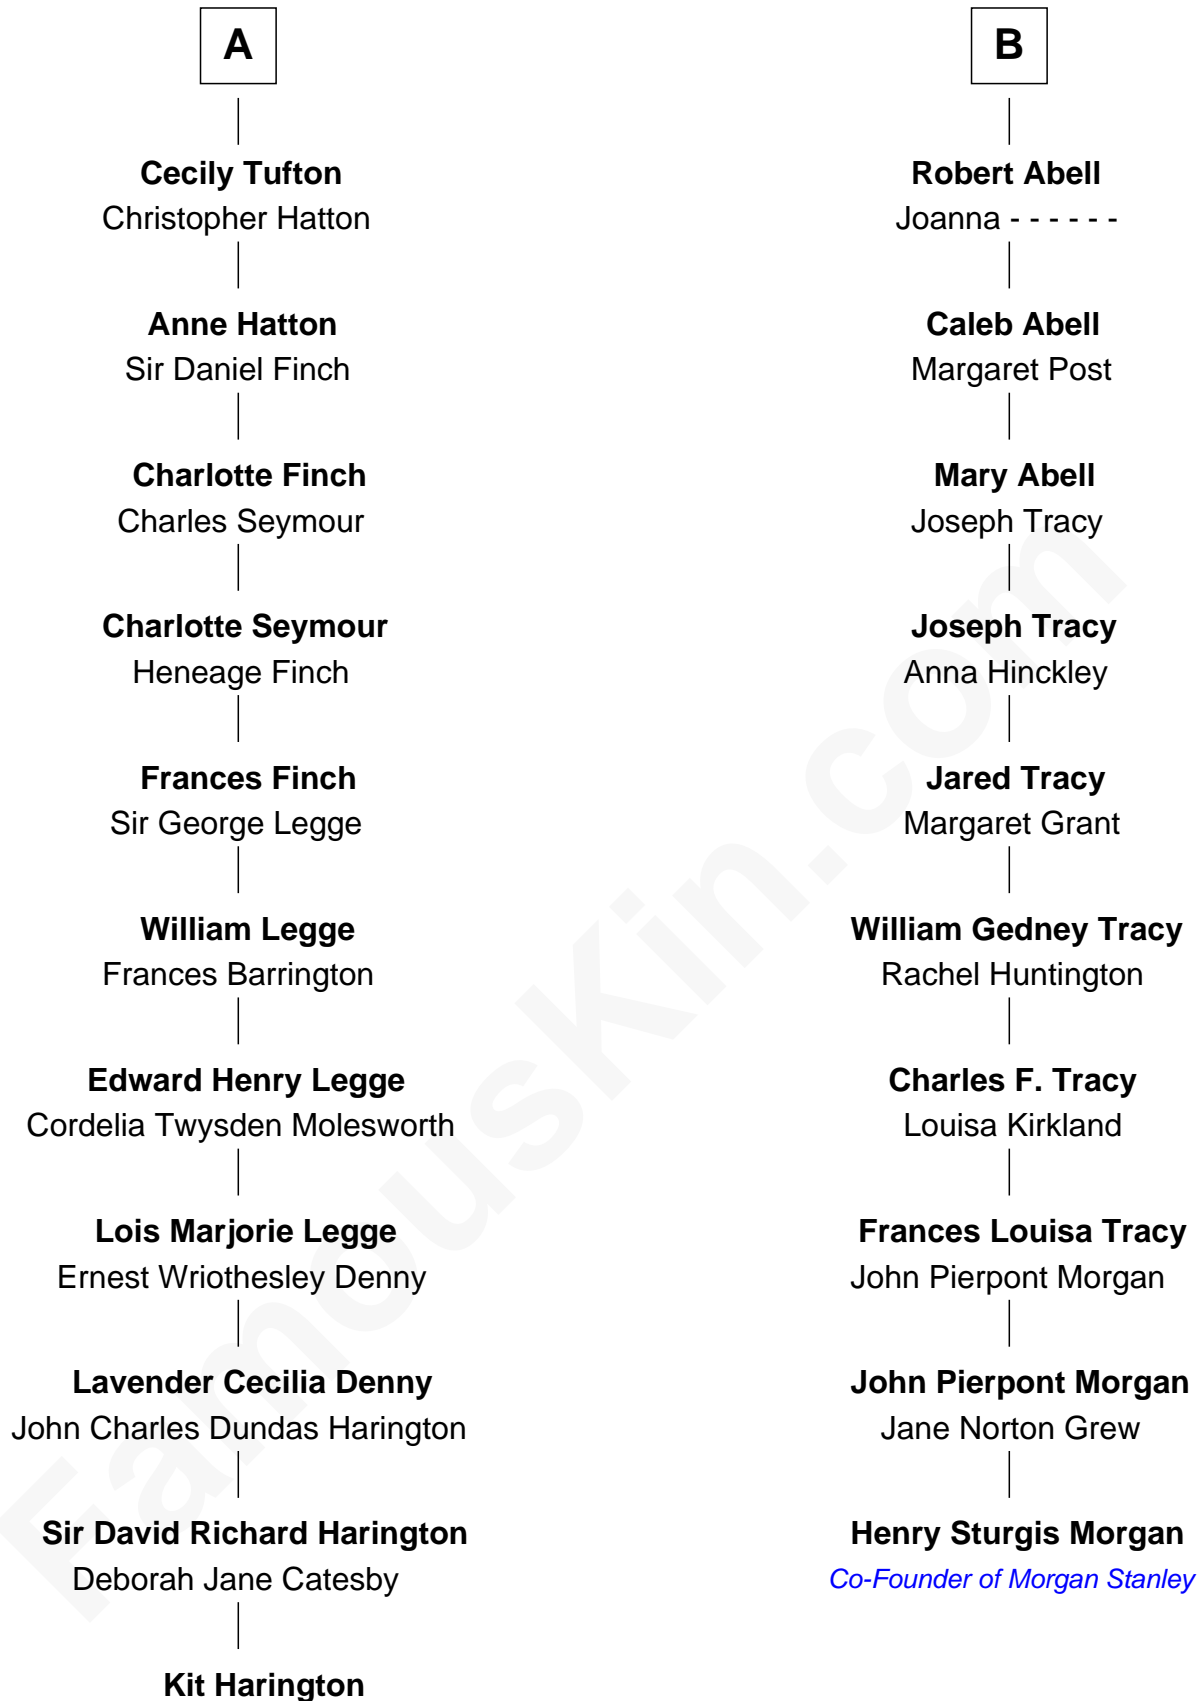 A
Cecily Tufton
Christopher Hatton
Anne Hatton
Sir Daniel Finch
Charlotte Finch
Charles Seymour
Charlotte Seymour
Heneage Finch
Frances Finch
Sir George Legge
William Legge
Frances Barrington
Edward Henry Legge
Cordelia Twysden Molesworth
Lois Marjorie Legge
Ernest Wriothesley Denny
Lavender Cecilia Denny
John Charles Dundas Harington
Sir David Richard Harington
Deborah Jane Catesby
Kit Harington
B
Robert Abell
Joanna - - - - - -
Caleb Abell
Margaret Post
Mary Abell
Joseph Tracy
Joseph Tracy
Anna Hinckley
Jared Tracy
Margaret Grant
William Gedney Tracy
Rachel Huntington
Charles F. Tracy
Louisa Kirkland
Frances Louisa Tracy
John Pierpont Morgan
John Pierpont Morgan
Jane Norton Grew
Henry Sturgis Morgan
Co-Founder of Morgan Stanley
FamousKin.com